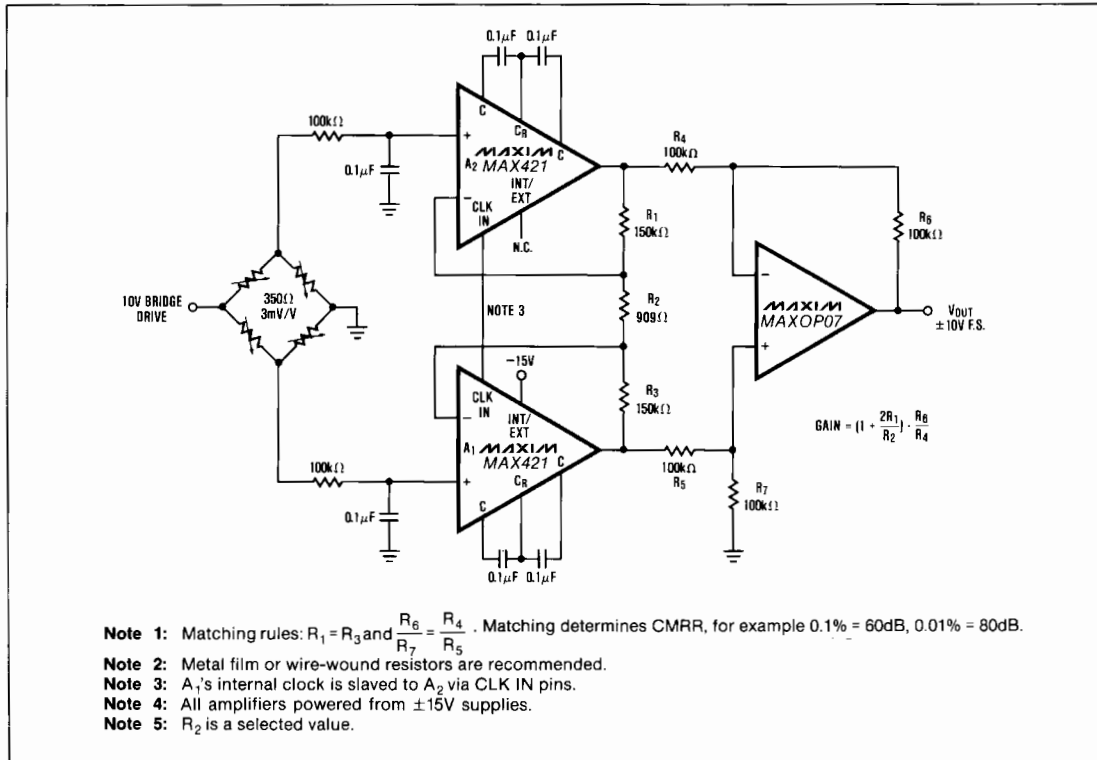 0.1μF 0.1μF
C
CR
C
100kΩ
+
MAXIM
A2 MAX421
0.1μF
INT/
EXT
−
CLK
IN
N.C.
R4
100kΩ
R1
150kΩ
R6
100kΩ
10V BRIDGE
DRIVE
350Ω
3mV/V
NOTE 3
R2
909Ω
−
MAXIM
MAXOP07
+
VOUT
±10V F.S.
−15V
CLK
IN
INT/
EXT
−
A1 MAXIM
MAX421
R3
150kΩ
GAIN = (1 + 2R1/R2) · R6/R4
100kΩ
+
C
CR
C
100kΩ
R5
R7
100kΩ
0.1μF
0.1μF 0.1μF
Note 1: Matching rules: R1 = R3 and R6/R7 = R4/R5. Matching determines CMRR, for example 0.1% = 60dB, 0.01% = 80dB.
Note 2: Metal film or wire-wound resistors are recommended.
Note 3: A1's internal clock is slaved to A2 via CLK IN pins.
Note 4: All amplifiers powered from ±15V supplies.
Note 5: R2 is a selected value.